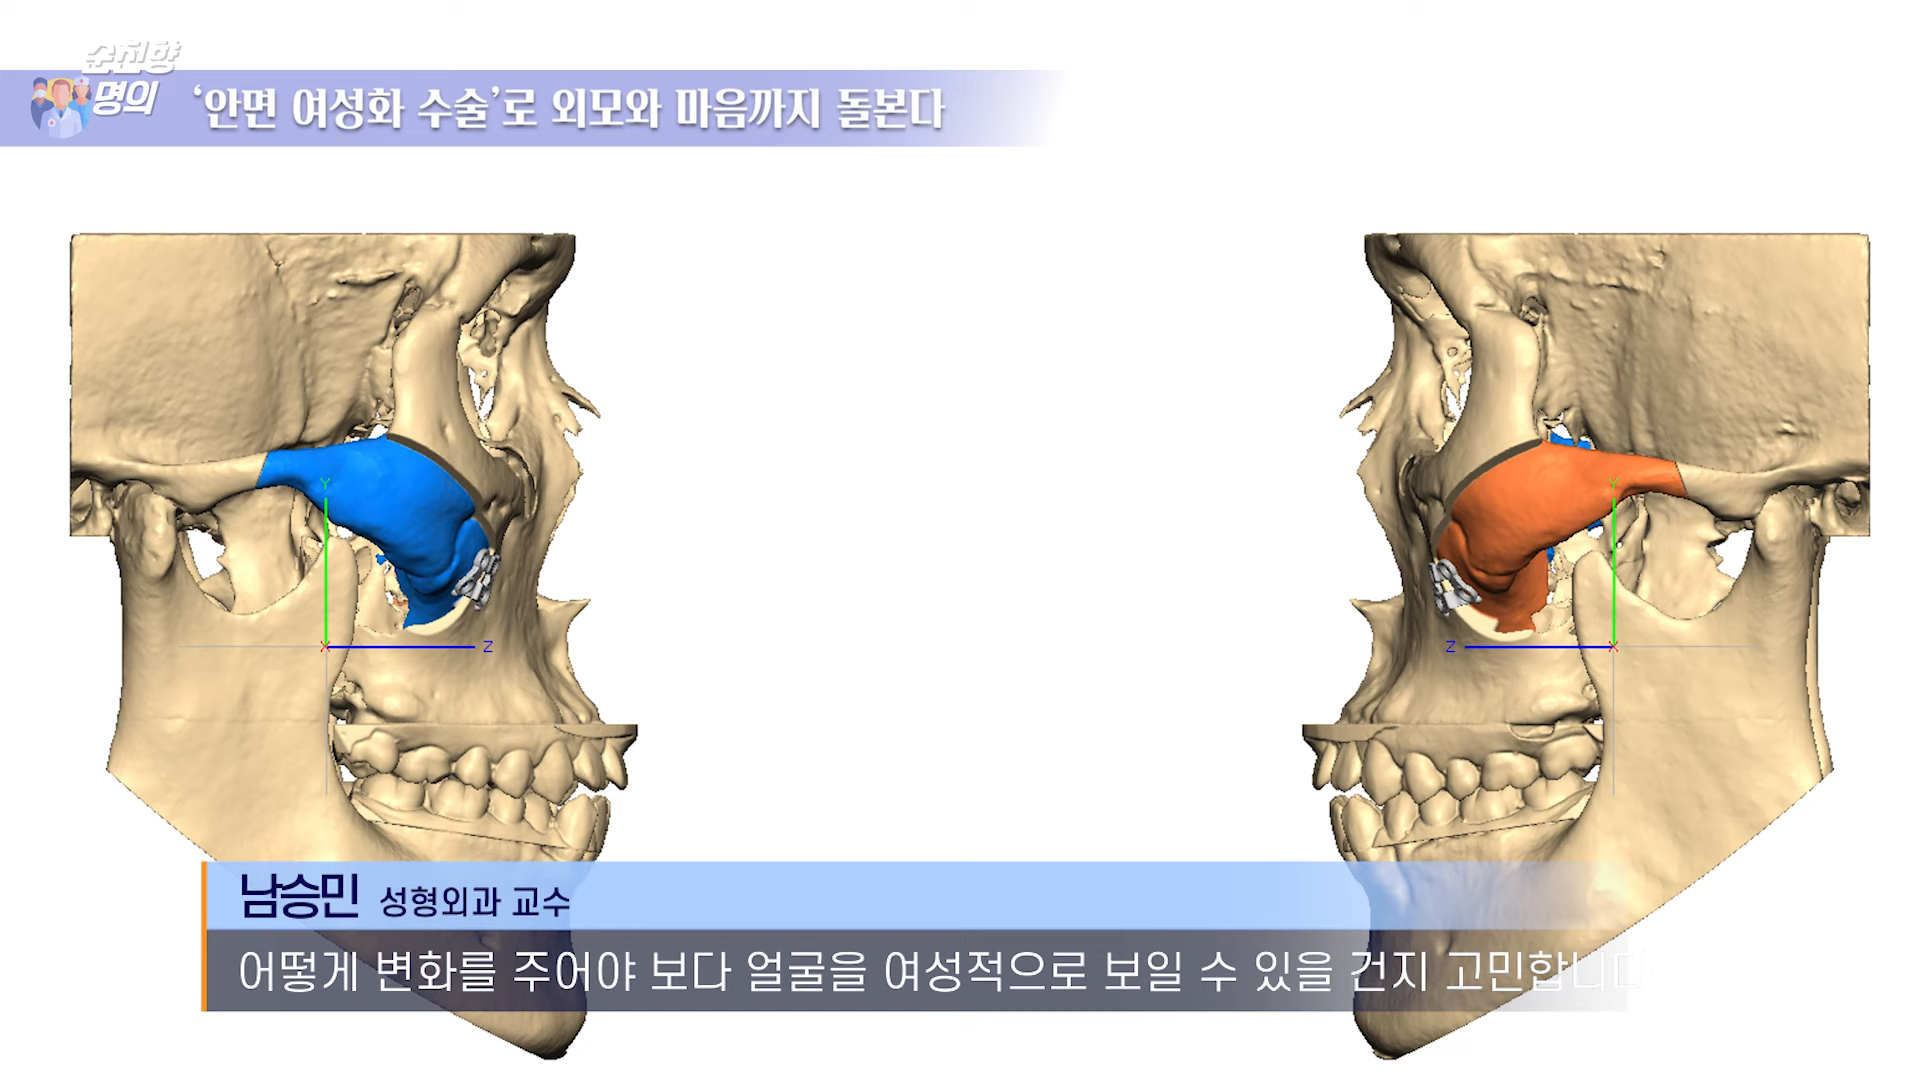 순천향
명의
‘안면 여성화 수술’로 외모와 마음까지 돌본다
Y
Z
X
Y
Z
X
남승민 성형외과 교수
어떻게 변화를 주어야 보다 얼굴을 여성적으로 보일 수 있을 건지 고민합니다